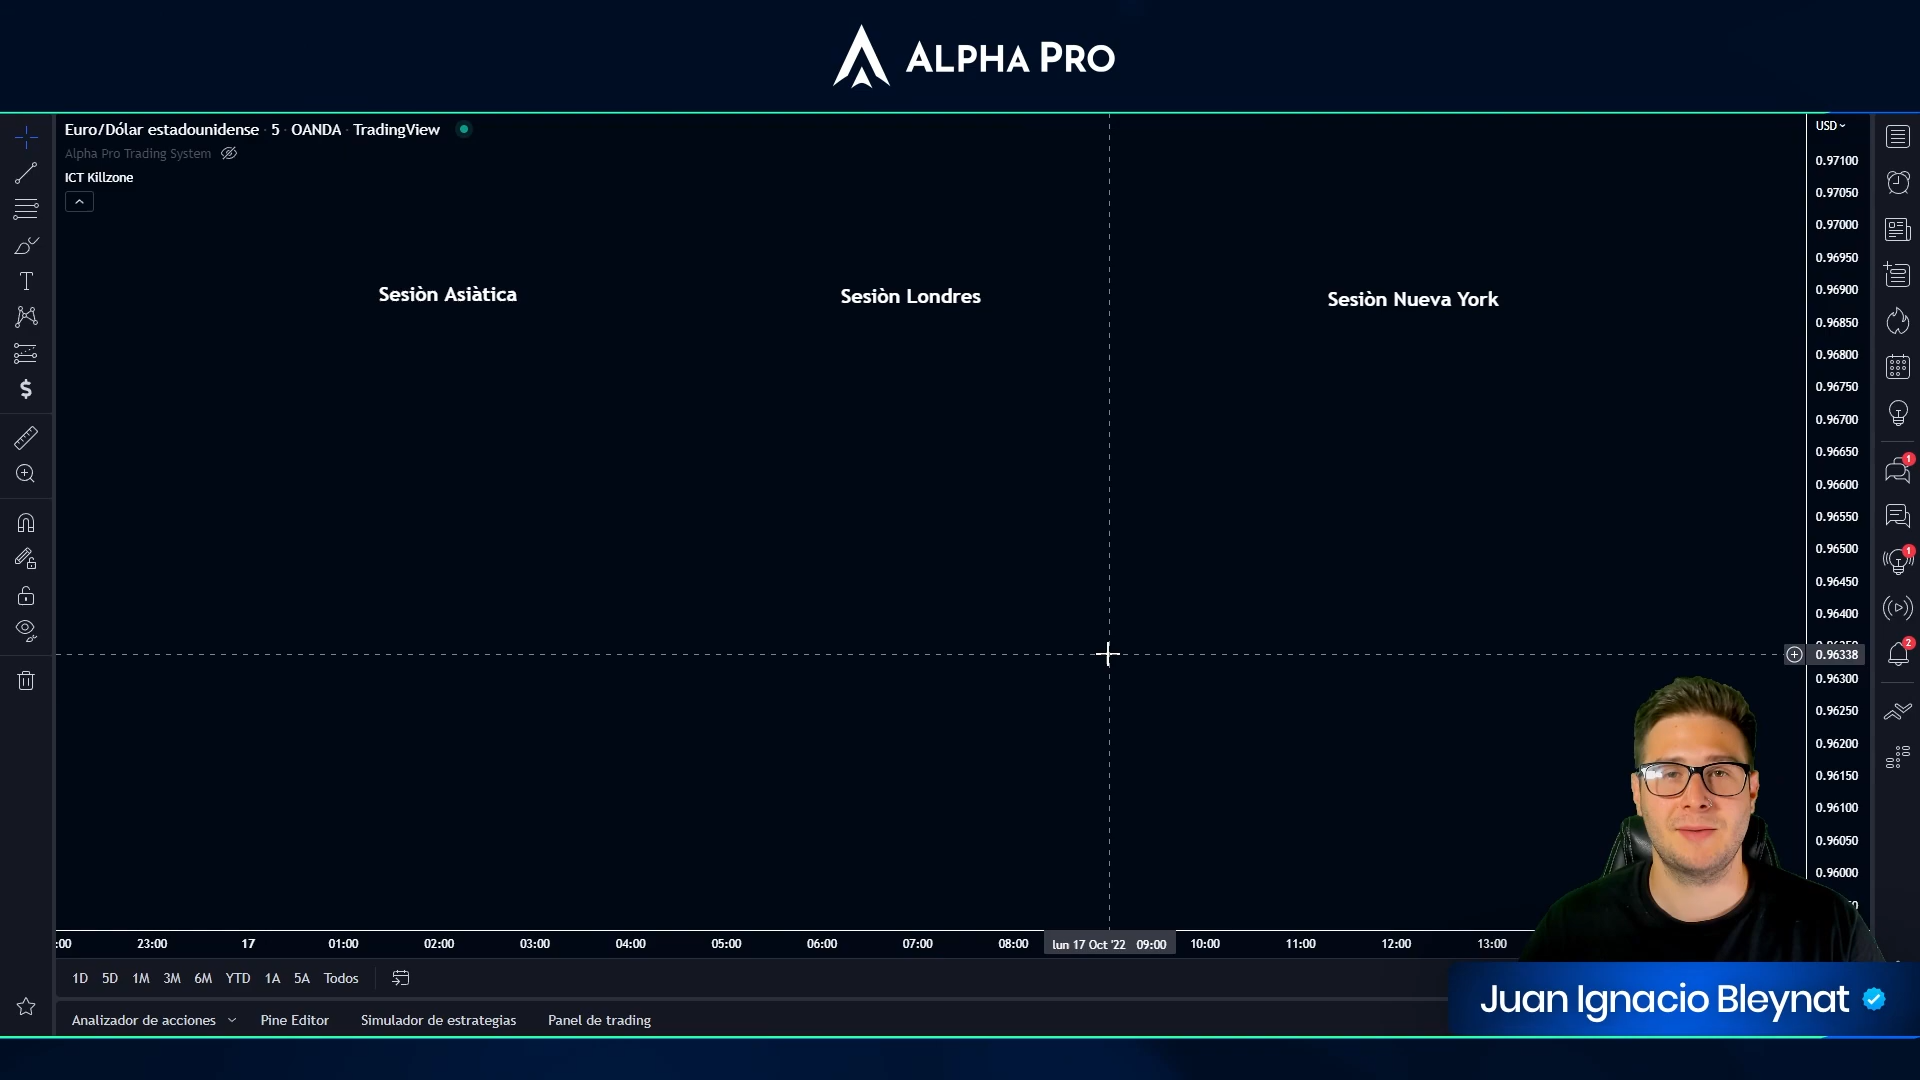 ALPHA PRO
Euro/Dólar estadounidense · 5 · OANDA · TradingView
USD
Alpha Pro Trading System
ICT Killzone
Sesiòn Asiàtica
Sesiòn Londres
Sesiòn Nueva York
0.97100
0.97050
0.97000
0.96950
0.96900
0.96850
0.96800
0.96750
0.96700
0.96650
0.96600
0.96550
0.96500
0.96450
0.96400
0.96338
0.96300
0.96250
0.96200
0.96150
0.96100
0.96050
0.96000
1
1
2
:00 23:00 17 01:00 02:00 03:00 04:00 05:00 06:00 07:00 08:00 lun 17 Oct '22 09:00 10:00 11:00 12:00 13:00
1D 5D 1M 3M 6M YTD 1A 5A Todos
Juan Ignacio Bleynat
Analizador de acciones Pine Editor Simulador de estrategias Panel de trading